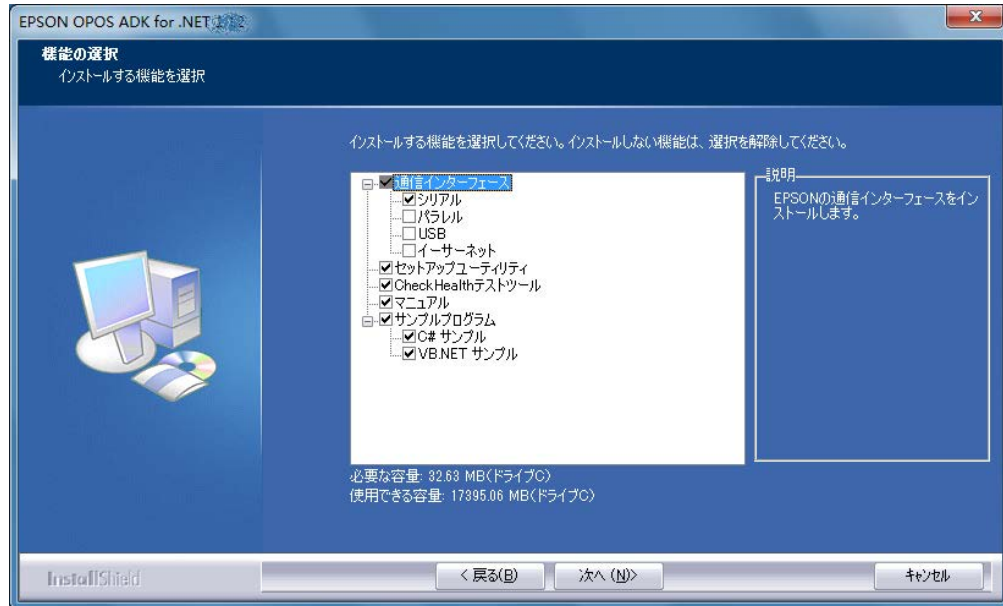 EPSON OPOS ADK for .NET
機能の選択
インストールする機能を選択
インストールする機能を選択してください。インストールしない機能は、選択を解除してください。
通信インターフェース
シリアル
パラレル
USB
イーサーネット
セットアップユーティリティ
CheckHealthテストツール
マニュアル
サンプルプログラム
C# サンプル
VB.NET サンプル
説明
EPSONの通信インターフェースをイン
ストールします。
必要な容量: 32.63 MB(ドライブC)
使用できる容量: 17395.06 MB(ドライブC)
InstallShield
< 戻る(B)
次へ (N)>
キャンセル